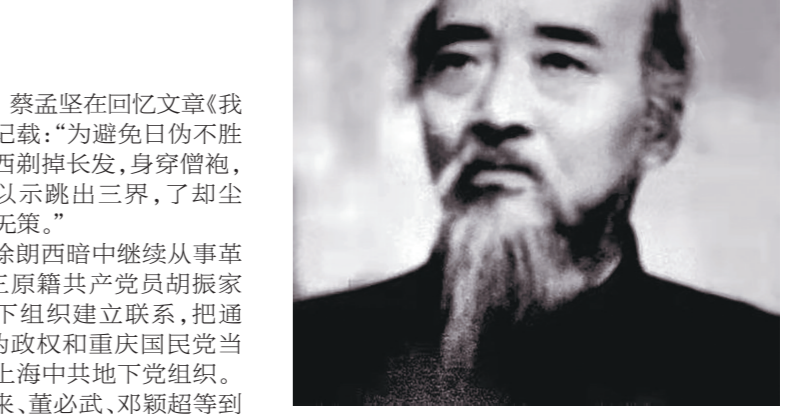 蔡孟坚在回忆文章《我
记载：“为避免日伪不胜
西剃掉长发，身穿僧袍，
以示跳出三界，了却尘
无策。”
徐朗西暗中继续从事革
原籍共产党员胡振家
下组织建立联系，把通
伪政权和重庆国民党当
上海中共地下党组织。
来、董必武、邓颖超等到